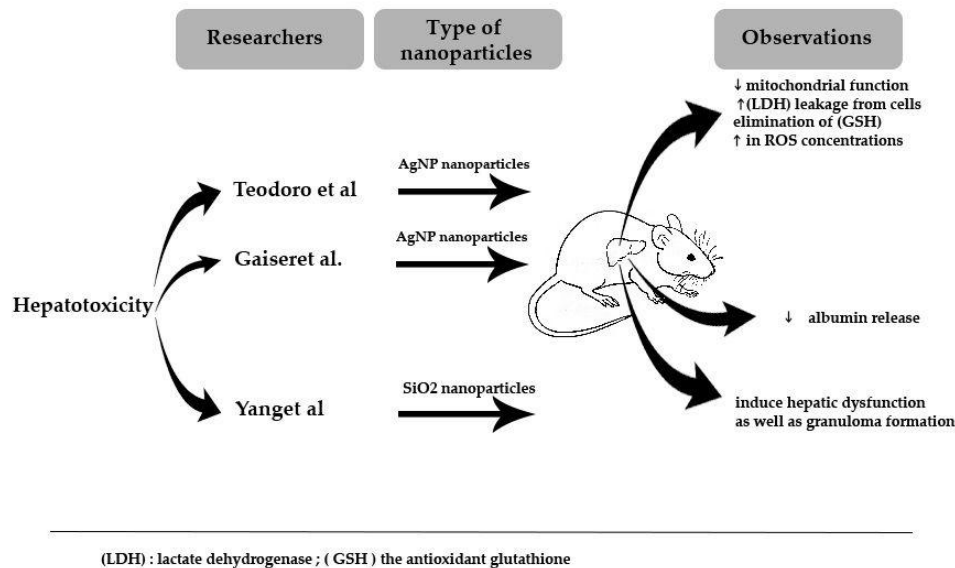 Researchers
Type of
nanoparticles
Observations
↓ mitochondrial function
↑(LDH) leakage from cells
elimination of (GSH)
↑ in ROS concentrations
Teodoro et al
AgNP nanoparticles
Gaiseret al.
AgNP nanoparticles
Hepatotoxicity
↓ albumin release
Yanget al
SiO2 nanoparticles
induce hepatic dysfunction
as well as granuloma formation
(LDH) : lactate dehydrogenase ; ( GSH ) the antioxidant glutathione